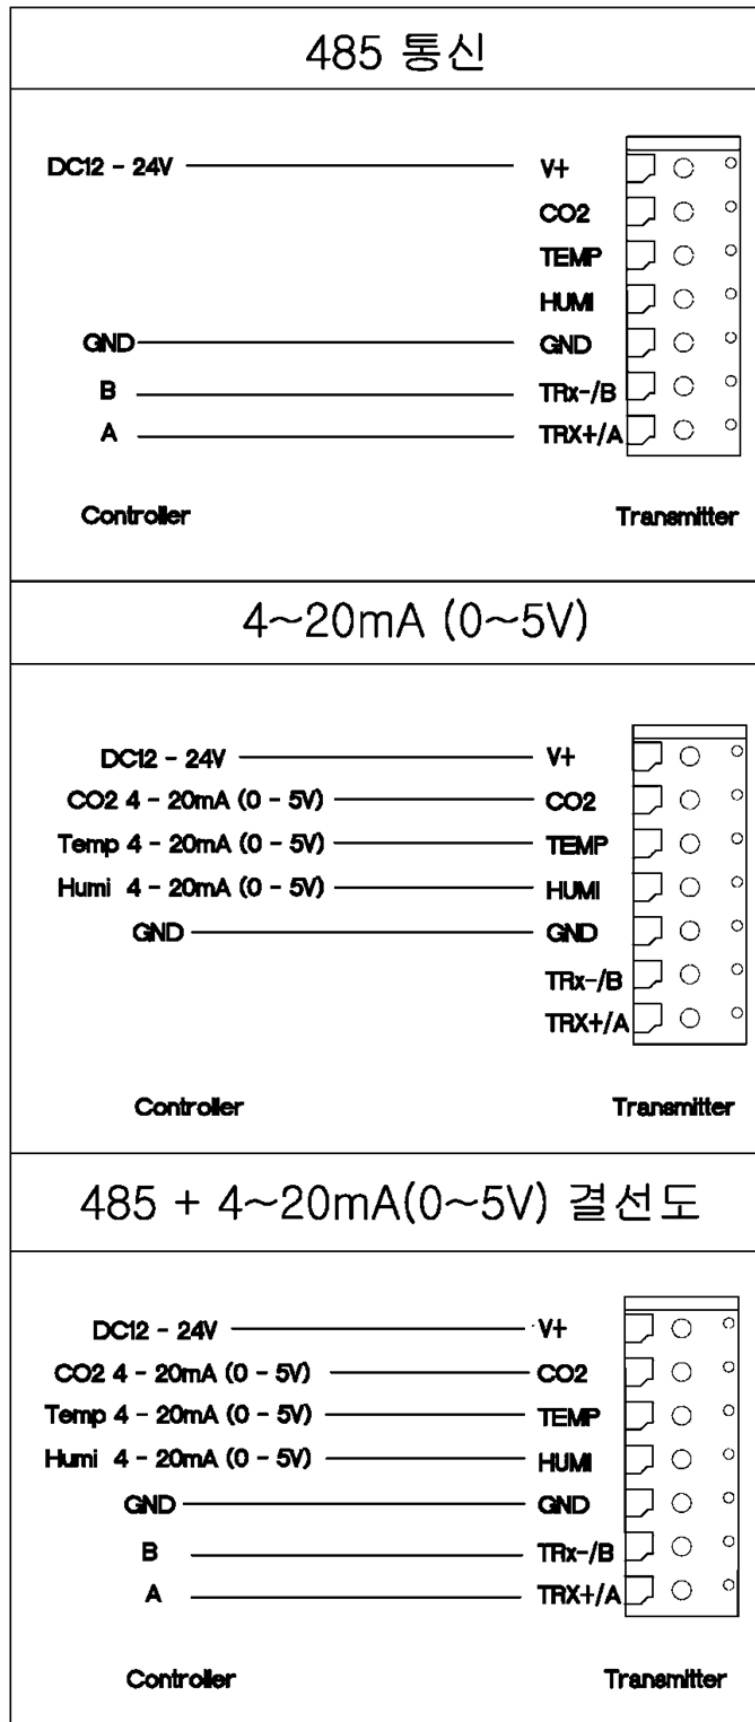 485 통신
DC12 - 24V V+
CO2
TEMP
HUMI
GND GND
B TRx-/B
A TRX+/A
Controller Transmitter
4~20mA (0~5V)
DC12 - 24V V+
CO2 4 - 20mA (0 - 5V) CO2
Temp 4 - 20mA (0 - 5V) TEMP
Humi 4 - 20mA (0 - 5V) HUMI
GND GND
TRx-/B
TRX+/A
Controller Transmitter
485 + 4~20mA(0~5V) 결선도
DC12 - 24V V+
CO2 4 - 20mA (0 - 5V) CO2
Temp 4 - 20mA (0 - 5V) TEMP
Humi 4 - 20mA (0 - 5V) HUMI
GND GND
B TRx-/B
A TRX+/A
Controller Transmitter